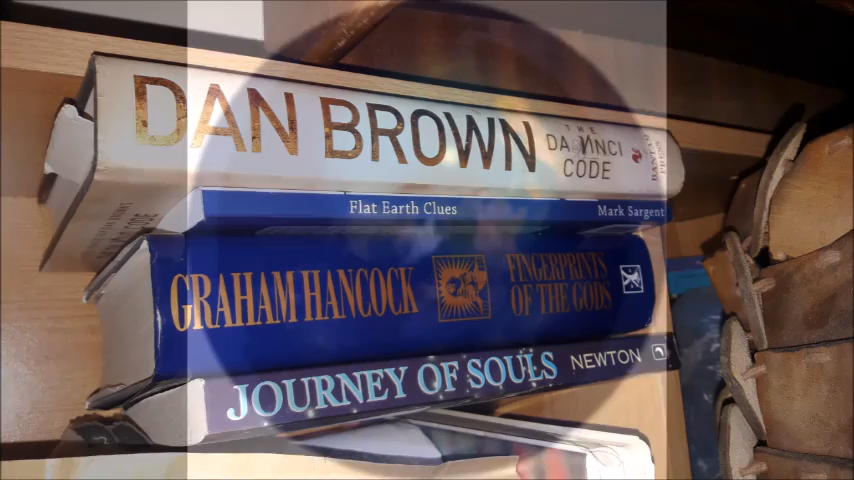 DAN BROWN
THE
DA VINCI
CODE
BANTAM
PRESS
Flat Earth Clues Mark Sargent
GRAHAM HANCOCK
FINGERPRINTS
OF THE GODS
JOURNEY OF SOULS NEWTON